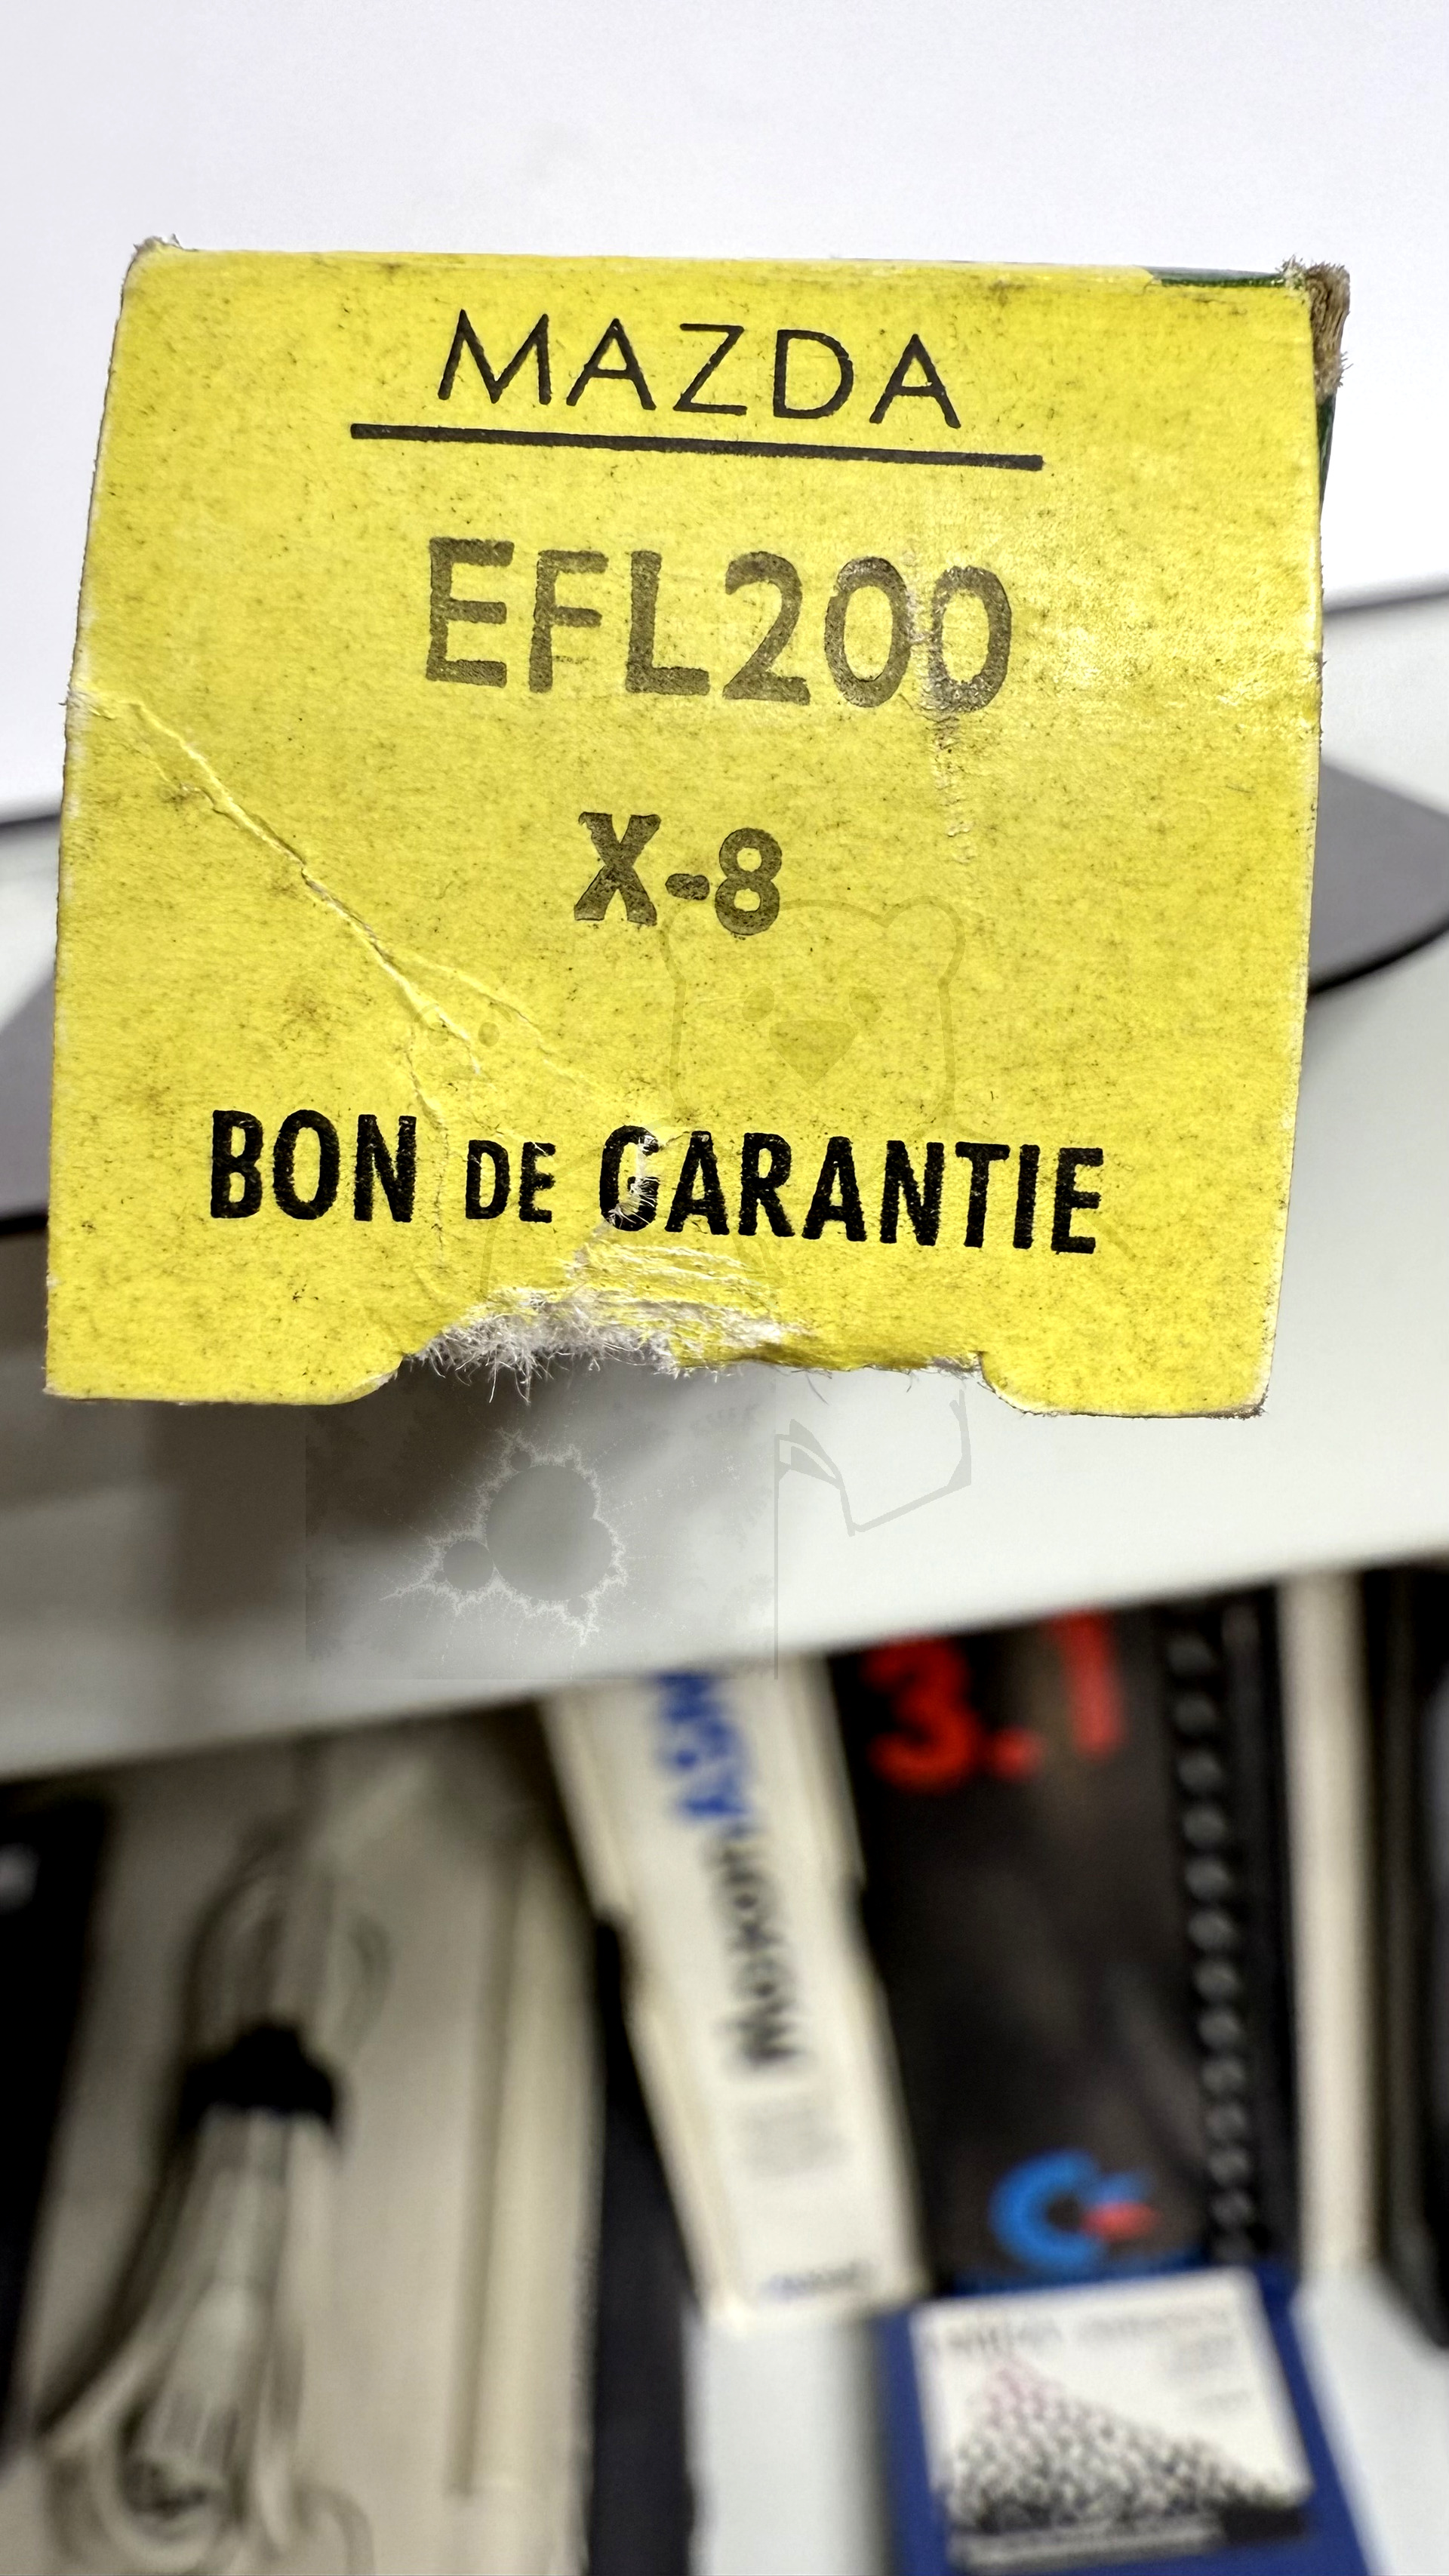 MAZDA
EFL200
X-8
BON DE GARANTIE
3.1